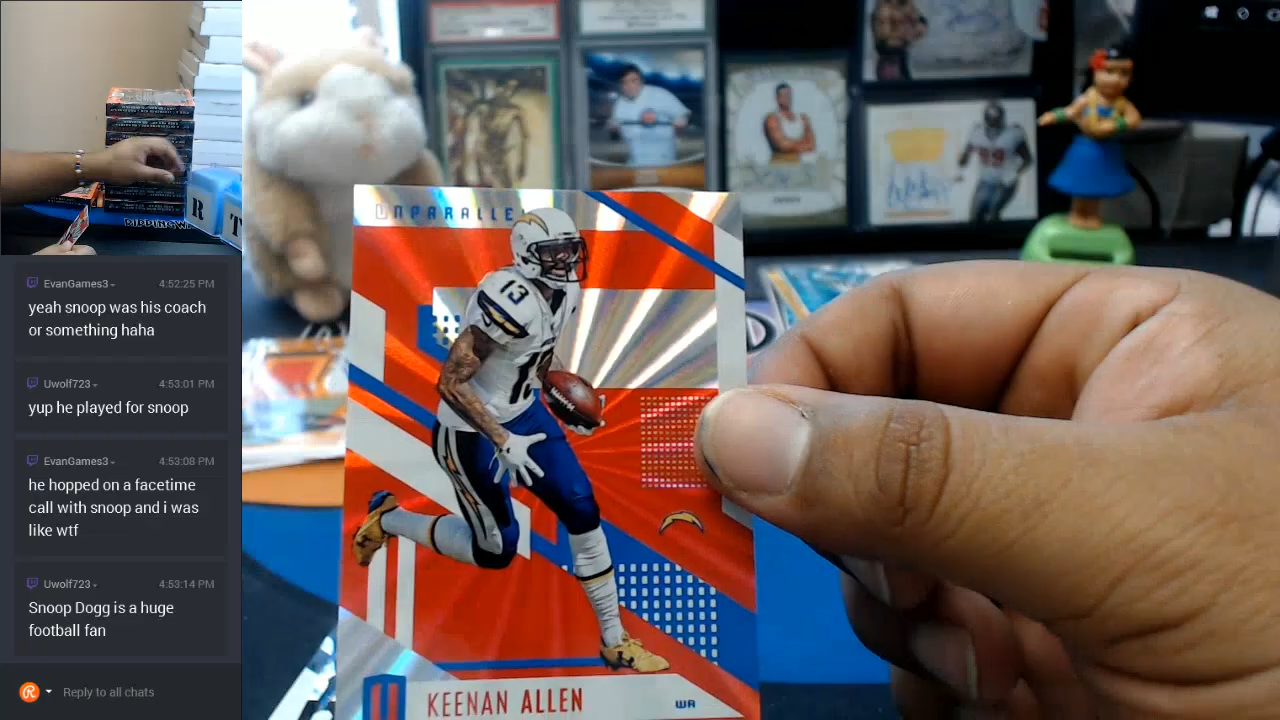 EvanGames3
4:52:25 PM
yeah snoop was his coach
or something haha
Uwolf723
4:53:01 PM
yup he played for snoop
EvanGames3
4:53:08 PM
he hopped on a facetime
call with snoop and i was
like wtf
Uwolf723
4:53:14 PM
Snoop Dogg is a huge
football fan
Reply to all chats
R T
UNPARALLE
13
13
KEENAN ALLEN
WR